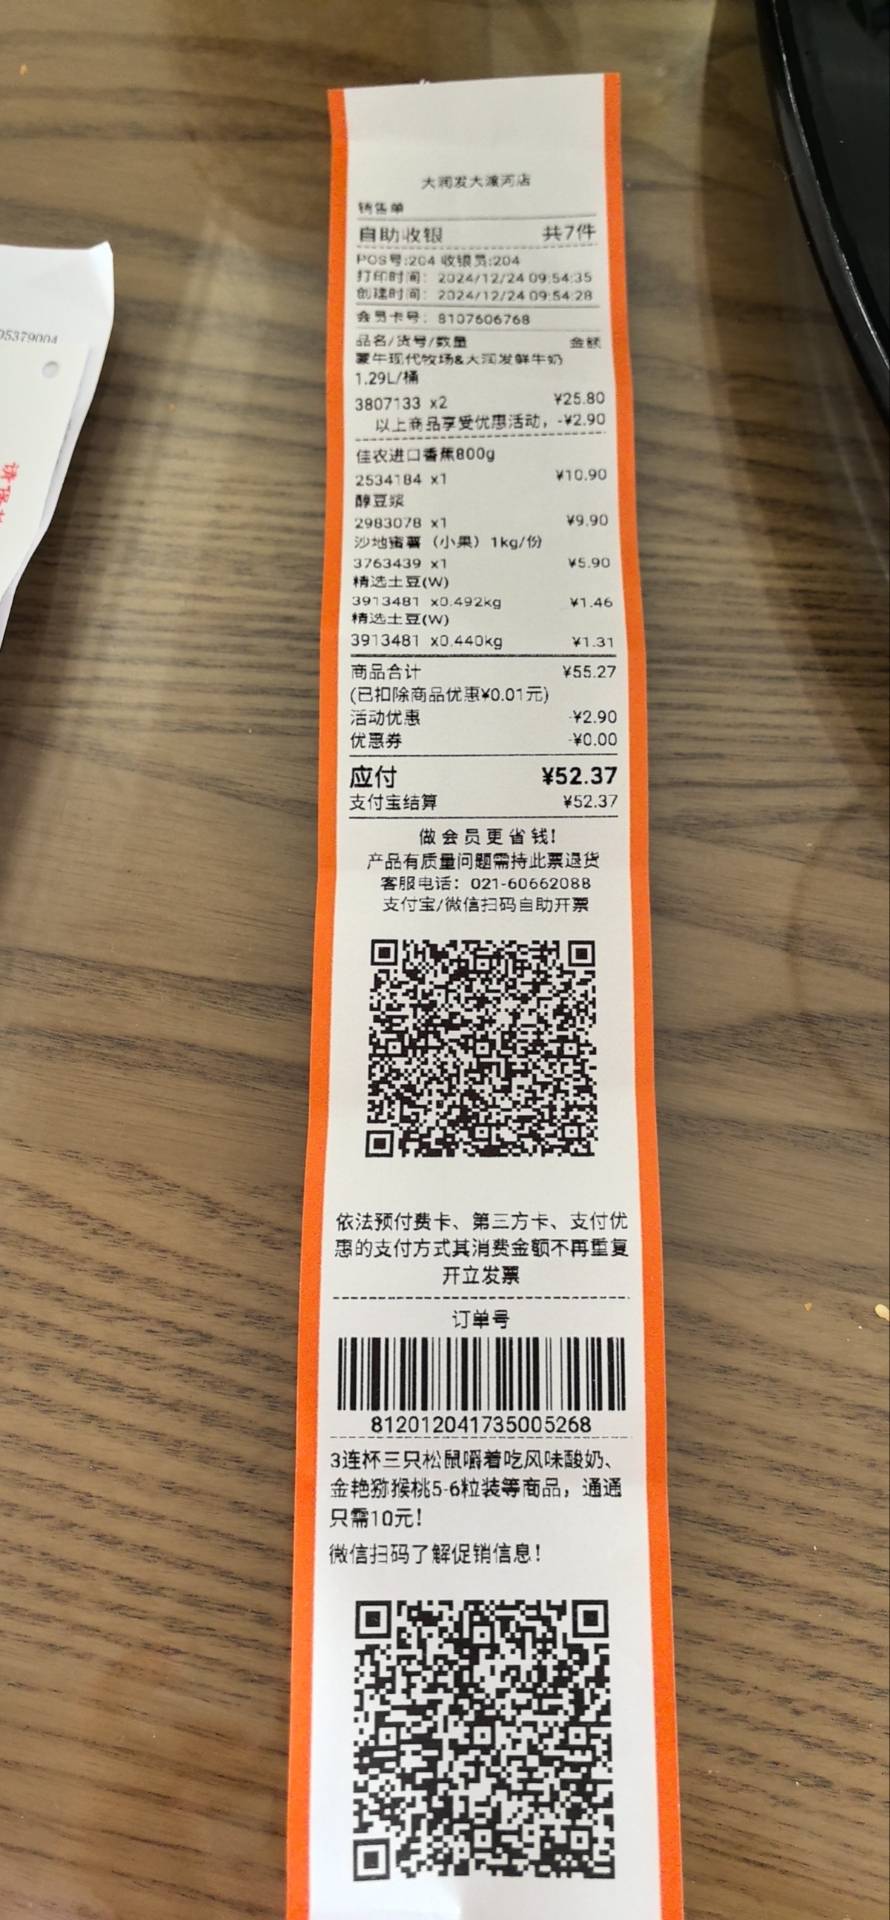 大润发大渡河店
销售单
自助收银 共7件
POS号:204 收银员:204
打印时间: 2024/12/24 09:54:35
创建时间: 2024/12/24 09:54:28
会员卡号: 8107606768
品名/货号/数量 金额
蒙牛现代牧场&大润发鲜牛奶
1.29L/桶
3807133 x2 ¥25.80
以上商品享受优惠活动, -¥2.90
佳农进口香蕉800g
2534184 x1 ¥10.90
醇豆浆
2983078 x1 ¥9.90
沙地蜜薯（小果）1kg/份
3763439 x1 ¥5.90
精选土豆(W)
3913481 x0.492kg ¥1.46
精选土豆(W)
3913481 x0.440kg ¥1.31
商品合计 ¥55.27
(已扣除商品优惠¥0.01元)
活动优惠 -¥2.90
优惠券 -¥0.00
应付 ¥52.37
支付宝结算 ¥52.37
做会员更省钱!
产品有质量问题需持此票退货
客服电话: 021-60662088
支付宝/微信扫码自助开票
依法预付费卡、第三方卡、支付优
惠的支付方式其消费金额不再重复
开立发票
订单号
812012041735005268
3连杯三只松鼠嚼着吃风味酸奶、
金艳猕猴桃5-6粒装等商品，通通
只需10元!
微信扫码了解促销信息!
05379004